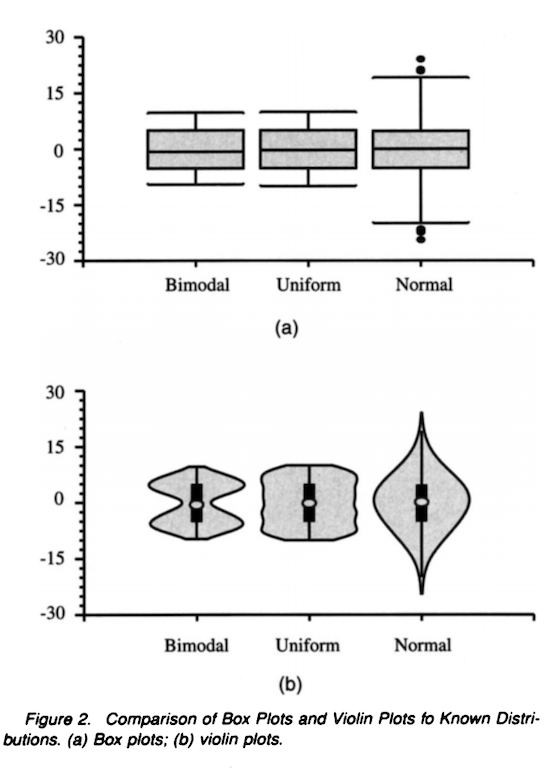 30
15
0
-15
-30
Bimodal Uniform Normal
(a)
30
15
0
-15
-30
Bimodal Uniform Normal
(b)
Figure 2. Comparison of Box Plots and Violin Plots fo Known Distri-
butions. (a) Box plots; (b) violin plots.